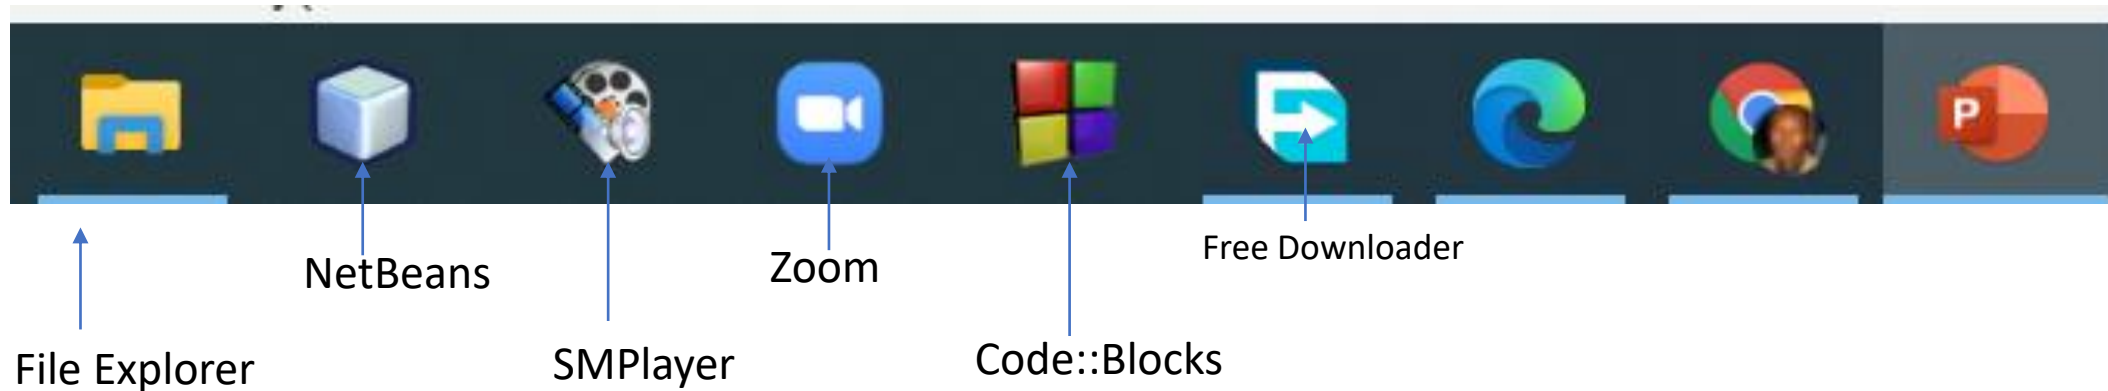 P
NetBeans
Zoom
Free Downloader
File Explorer
SMPlayer
Code::Blocks